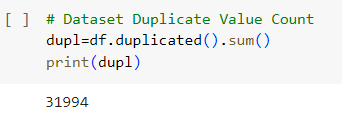 [ ] # Dataset Duplicate Value Count
dupl=df.duplicated().sum()
print(dupl)
31994